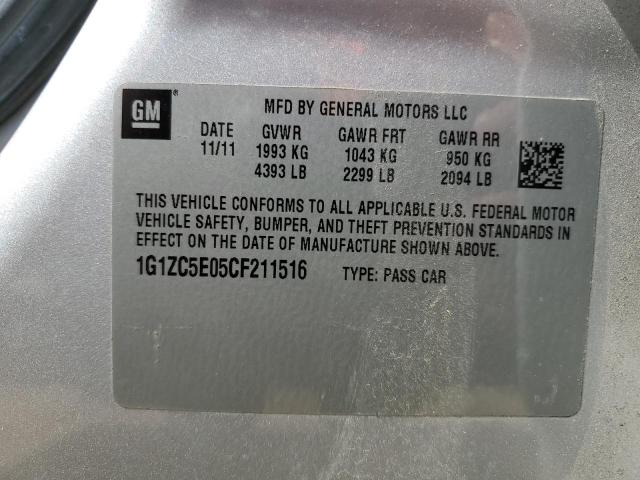 GM
MFD BY GENERAL MOTORS LLC
DATE GVWR GAWR FRT GAWR RR
11/11 1993 KG 1043 KG 950 KG
4393 LB 2299 LB 2094 LB
THIS VEHICLE CONFORMS TO ALL APPLICABLE U.S. FEDERAL MOTOR
VEHICLE SAFETY, BUMPER, AND THEFT PREVENTION STANDARDS IN
EFFECT ON THE DATE OF MANUFACTURE SHOWN ABOVE.
1G1ZC5E05CF211516 TYPE: PASS CAR